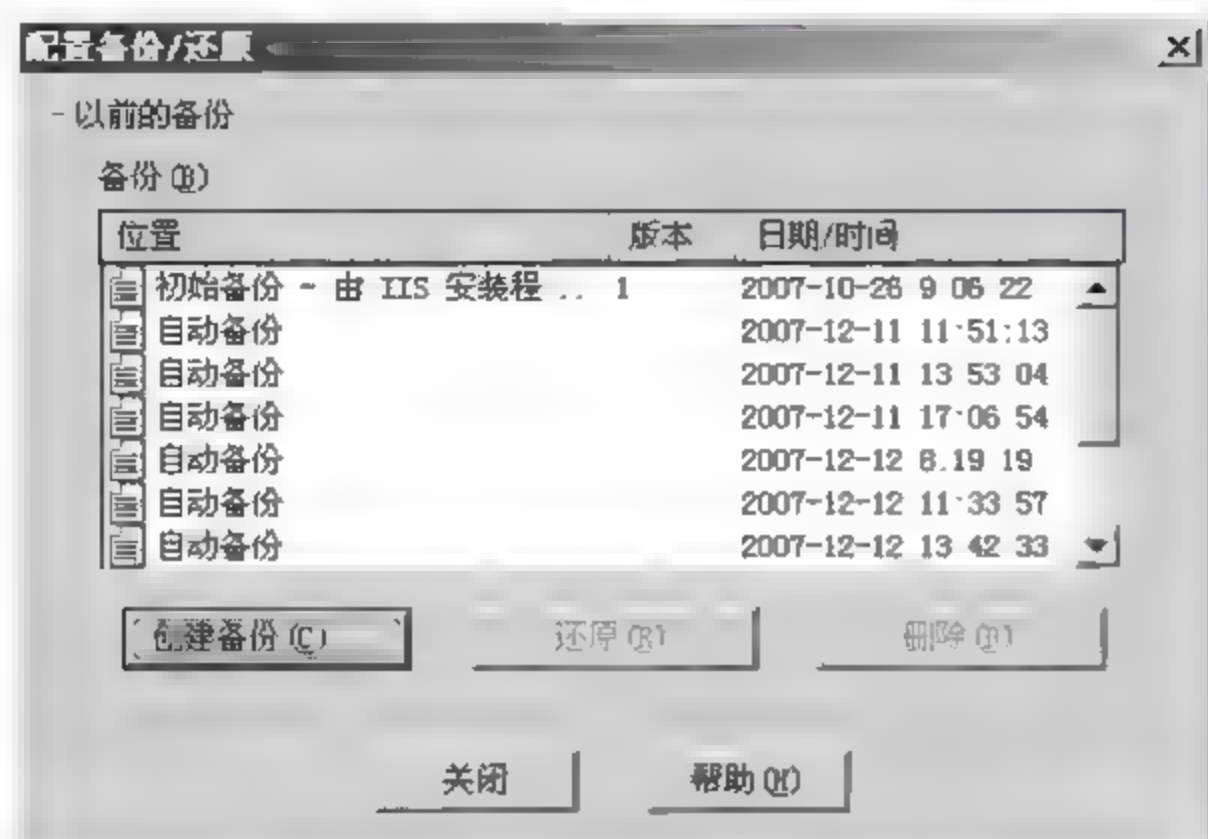 配置备份/还原
以前的备份
备份(B)
位置 版本 日期/时间
初始备份 - 由 IIS 安装程 .. 1 2007-10-26 9 06 22
自动备份 2007-12-11 11:51:13
自动备份 2007-12-11 13 53 04
自动备份 2007-12-11 17:06 54
自动备份 2007-12-12 8.19 19
自动备份 2007-12-12 11:33 57
自动备份 2007-12-12 13 42 33
创建备份(C) 还原(R) 删除(D)
关闭 帮助(H)